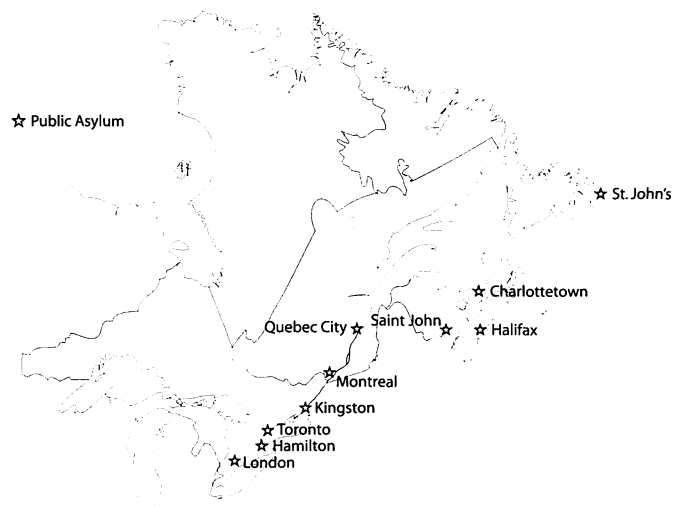 Public Asylum
St. John's
Charlottetown
Quebec City
Saint John
Halifax
Montreal
Kingston
Toronto
Hamilton
London